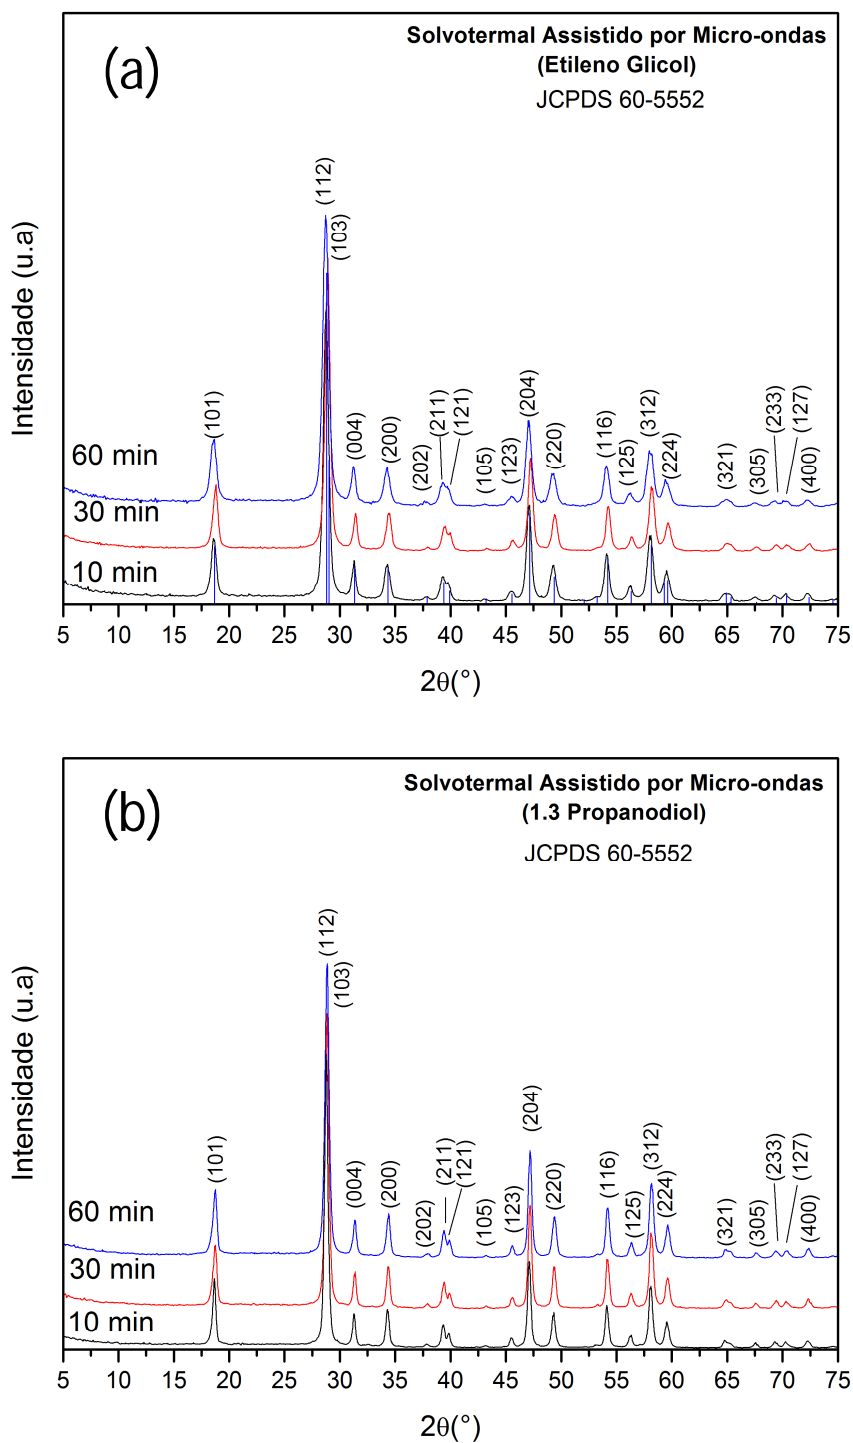 (a)
Solvotermal Assistido por Micro-ondas
(Etileno Glicol)
JCPDS 60-5552
Intensidade (u.a)
(101)
(112)
(103)
(004)
(200)
(202)
(211)
(121)
(105)
(123)
(204)
(220)
(116)
(125)
(312)
(224)
(321)
(305)
(233)
(127)
(400)
60 min
30 min
10 min
5 10 15 20 25 30 35 40 45 50 55 60 65 70 75
2θ(°)
(b)
Solvotermal Assistido por Micro-ondas
(1.3 Propanodiol)
JCPDS 60-5552
Intensidade (u.a)
(101)
(112)
(103)
(004)
(200)
(202)
(211)
(121)
(105)
(123)
(204)
(220)
(116)
(125)
(312)
(224)
(321)
(305)
(233)
(127)
(400)
60 min
30 min
10 min
5 10 15 20 25 30 35 40 45 50 55 60 65 70 75
2θ(°)